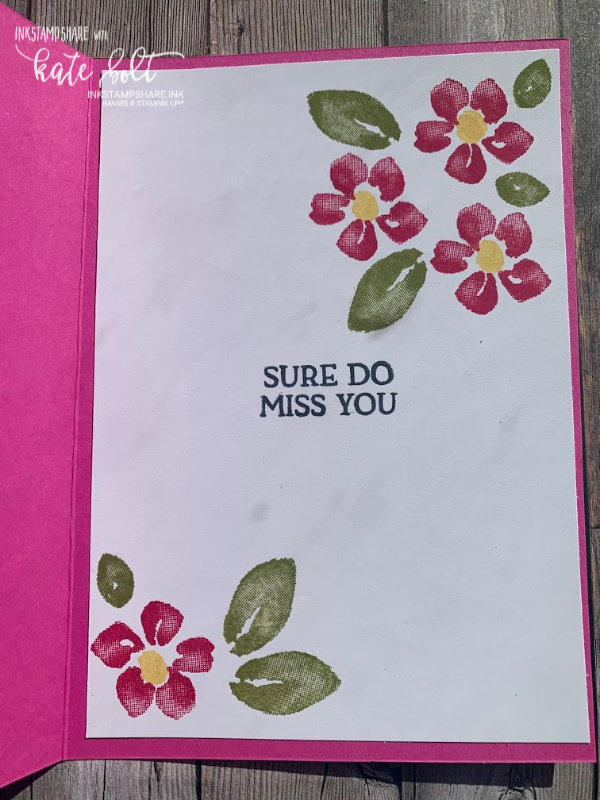 INKSTAMPSHARE WITH
kate bolt
INKSTAMPSHARE.INK
IMAGES © STAMPIN' UP!®
SURE DO
MISS YOU